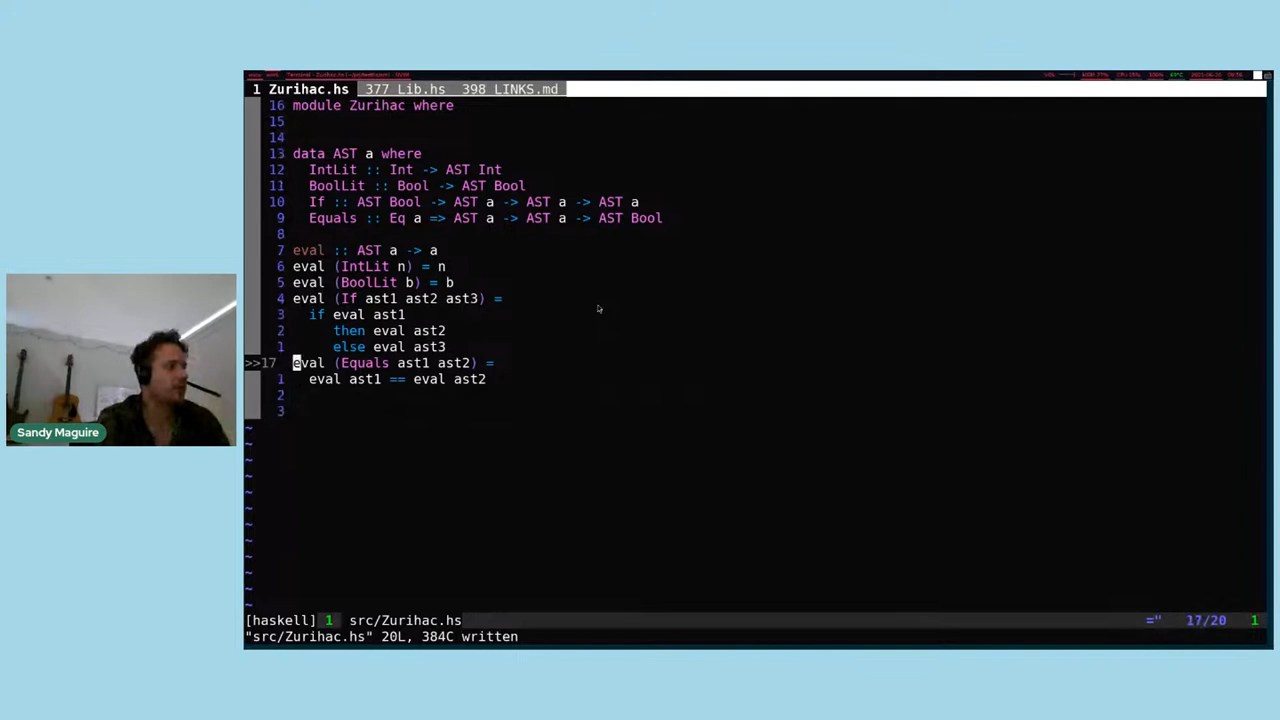 1 Zurihac.hs 377 Lib.hs 398 LINKS.md
16 module Zurihac where
15
14
13 data AST a where
12   IntLit :: Int -> AST Int
11   BoolLit :: Bool -> AST Bool
10   If :: AST Bool -> AST a -> AST a -> AST a
9   Equals :: Eq a => AST a -> AST a -> AST Bool
8
7 eval :: AST a -> a
6 eval (IntLit n) = n
5 eval (BoolLit b) = b
4 eval (If ast1 ast2 ast3) =
3   if eval ast1
2      then eval ast2
1      else eval ast3
>>17 eval (Equals ast1 ast2) =
1   eval ast1 == eval ast2
2
3
~
~
~
~
~
~
~
~
~
~
~
~
[haskell] 1 src/Zurihac.hs =" 17/20 1
"src/Zurihac.hs" 20L, 384C written
Sandy Maguire